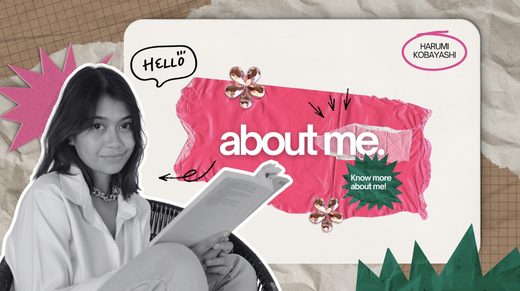 HELLO
HARUMI
KOBAYASHI
about me.
Know more
about me!